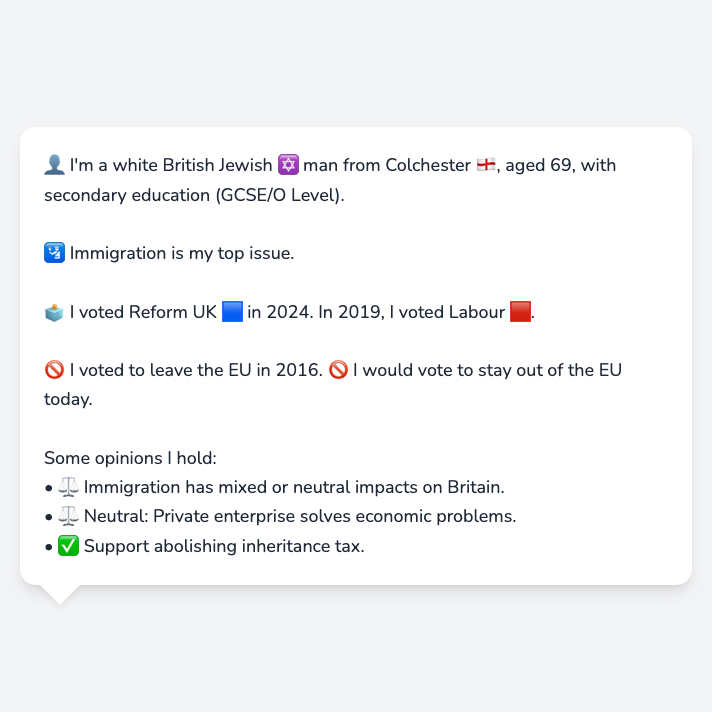 👤 I'm a white British Jewish ✡️ man from Colchester 🏴󠁧󠁢󠁥󠁮󠁧󠁿, aged 69, with
secondary education (GCSE/O Level).
🛂 Immigration is my top issue.
🗳️ I voted Reform UK 🟦 in 2024. In 2019, I voted Labour 🟥.
🚫 I voted to leave the EU in 2016. 🚫 I would vote to stay out of the EU
today.
Some opinions I hold:
• ⚖️ Immigration has mixed or neutral impacts on Britain.
• ⚖️ Neutral: Private enterprise solves economic problems.
• ✅ Support abolishing inheritance tax.